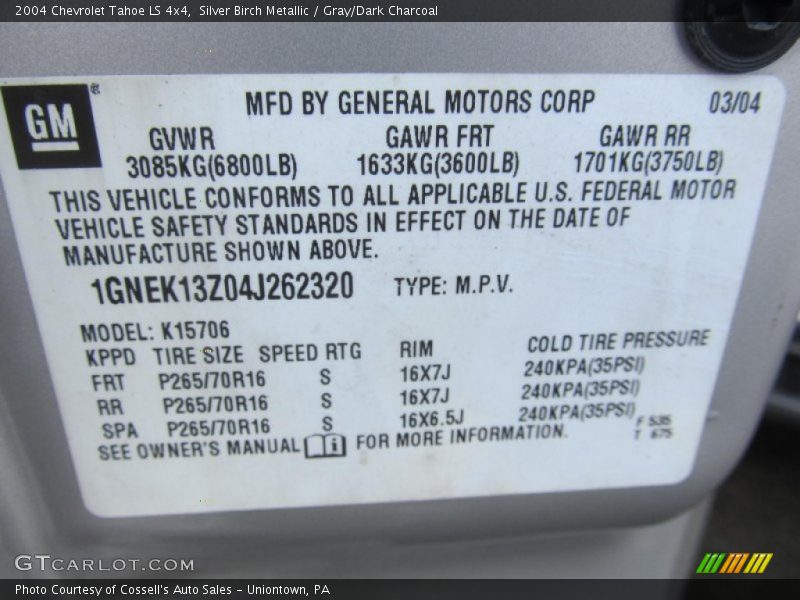 2004 Chevrolet Tahoe LS 4x4,  Silver Birch Metallic / Gray/Dark Charcoal
GM ®
MFD BY GENERAL MOTORS CORP 03/04
GVWR GAWR FRT GAWR RR
3085KG(6800LB) 1633KG(3600LB) 1701KG(3750LB)
THIS VEHICLE CONFORMS TO ALL APPLICABLE U.S. FEDERAL MOTOR
VEHICLE SAFETY STANDARDS IN EFFECT ON THE DATE OF
MANUFACTURE SHOWN ABOVE.
1GNEK13Z04J262320 TYPE: M.P.V.
MODEL: K15706
KPPD TIRE SIZE SPEED RTG RIM COLD TIRE PRESSURE
FRT P265/70R16 S 16X7J 240KPA(35PSI)
RR P265/70R16 S 16X7J 240KPA(35PSI)
SPA P265/70R16 S 16X6.5J 240KPA(35PSI)
SEE OWNER'S MANUAL i FOR MORE INFORMATION.
F 535
T 675
GTCARLOT.COM
Photo Courtesy of Cossell's Auto Sales - Uniontown, PA